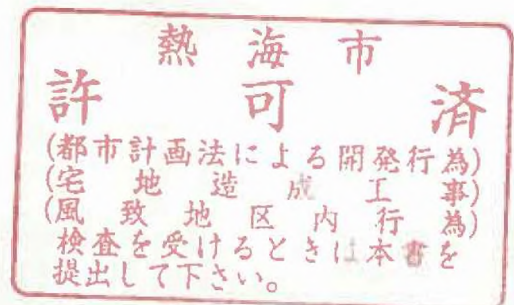 熱海市
許可済
(都市計画法による開発行為)
(宅地造成工事)
(風致地区内行為)
検査を受けるときは本書を
提出して下さい。